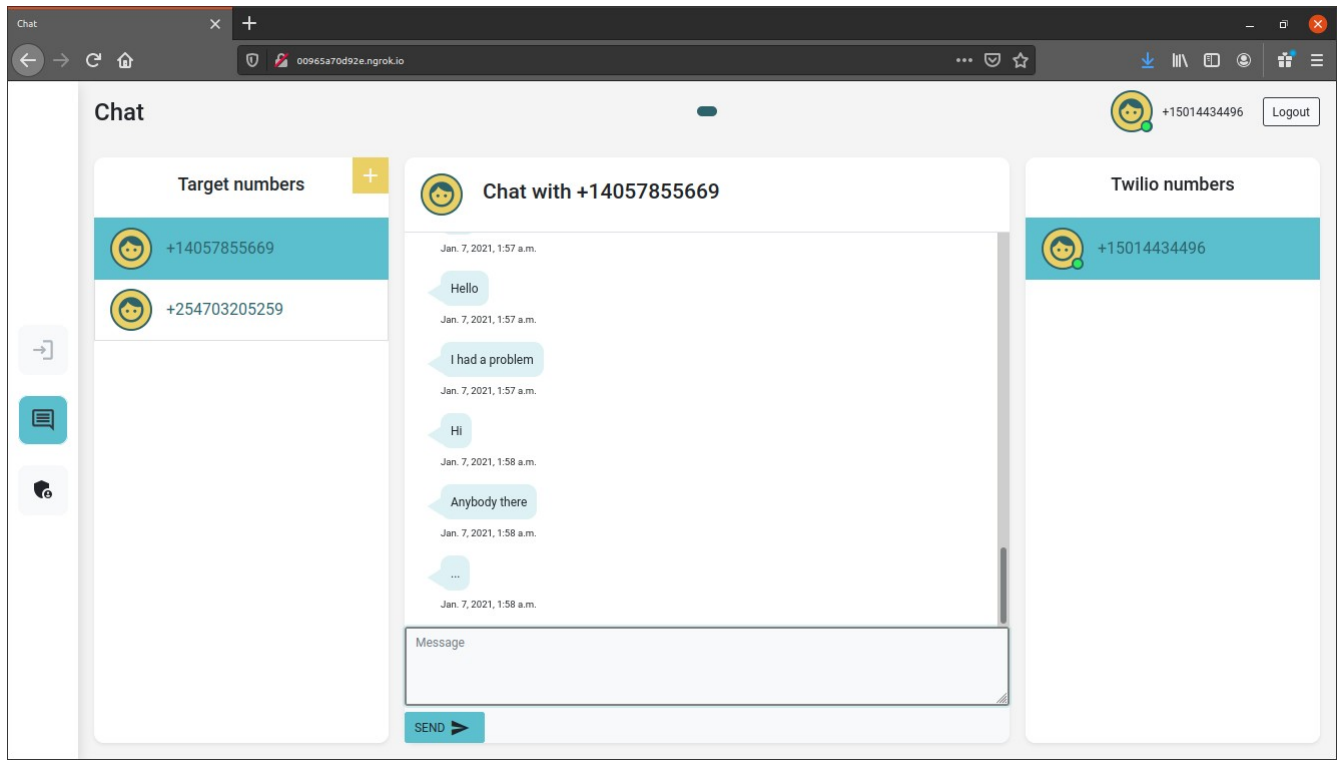 Chat
00965a70d92e.ngrok.io
Chat
+15014434496
Logout
Target numbers
+
+14057855669
+254703205259
Chat with +14057855669
Jan. 7, 2021, 1:57 a.m.
Hello
Jan. 7, 2021, 1:57 a.m.
I had a problem
Jan. 7, 2021, 1:57 a.m.
Hi
Jan. 7, 2021, 1:58 a.m.
Anybody there
Jan. 7, 2021, 1:58 a.m.
...
Jan. 7, 2021, 1:58 a.m.
Message
SEND
Twilio numbers
+15014434496